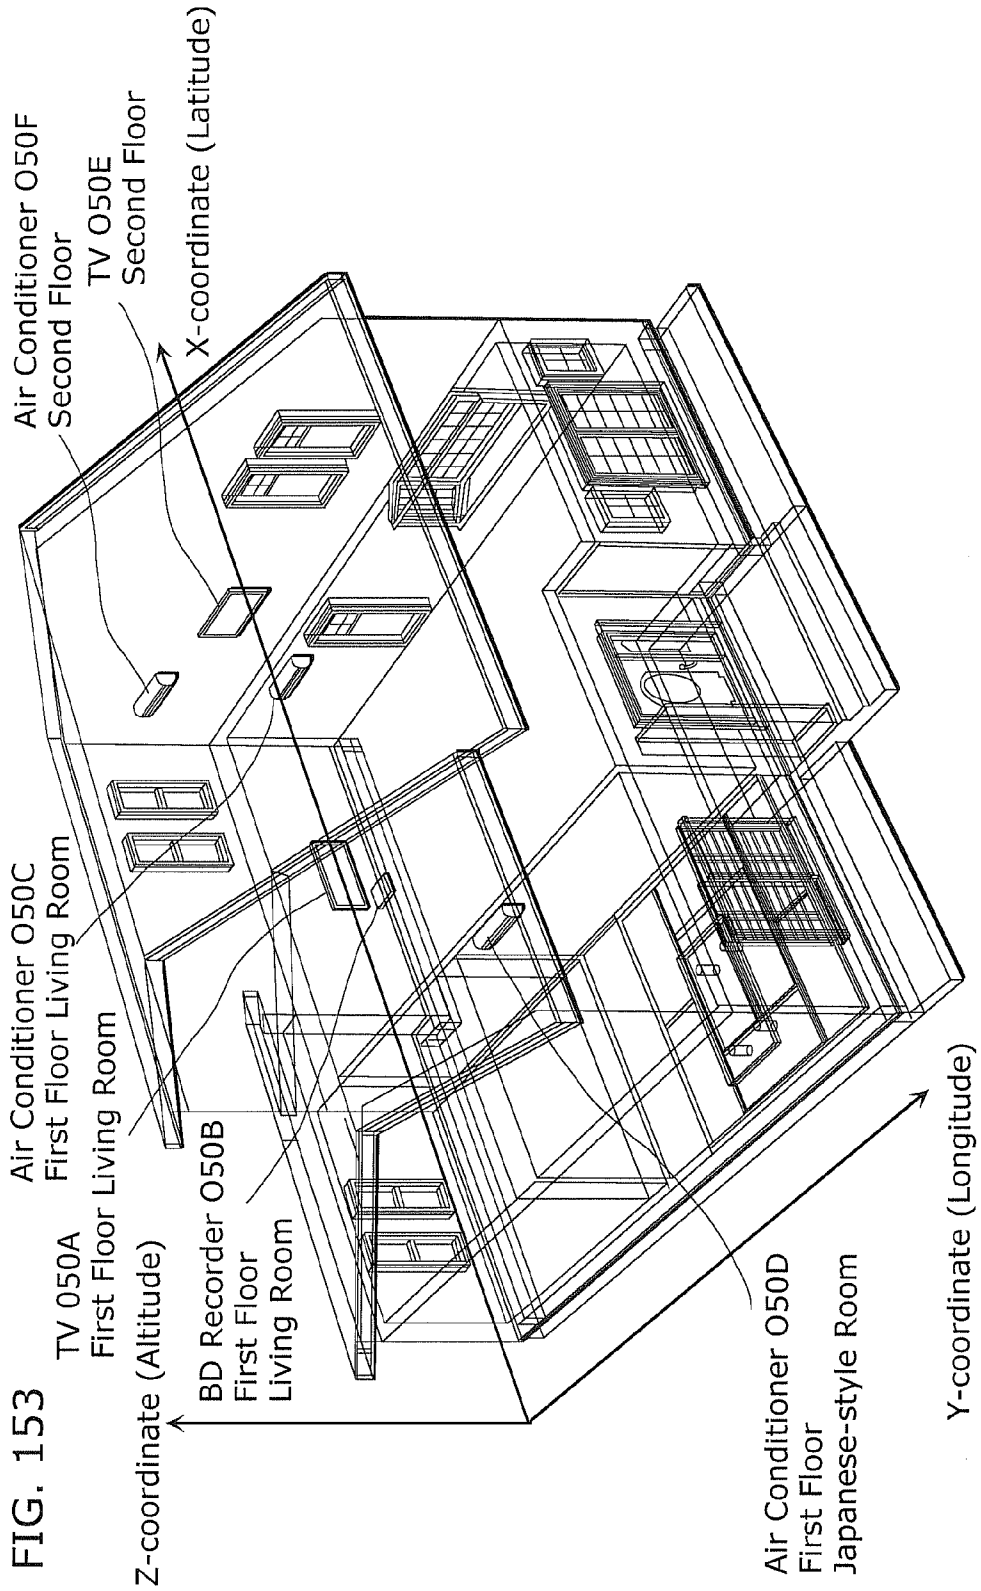 FIG. 153
Air Conditioner O50F
Second Floor
TV O50E
Second Floor
X-coordinate (Latitude)
Air Conditioner O50C
First Floor Living Room
TV 050A
First Floor Living Room
Z-coordinate (Altitude)
BD Recorder O50B
First Floor
Living Room
Air Conditioner O50D
First Floor
Japanese-style Room
Y-coordinate (Longitude)